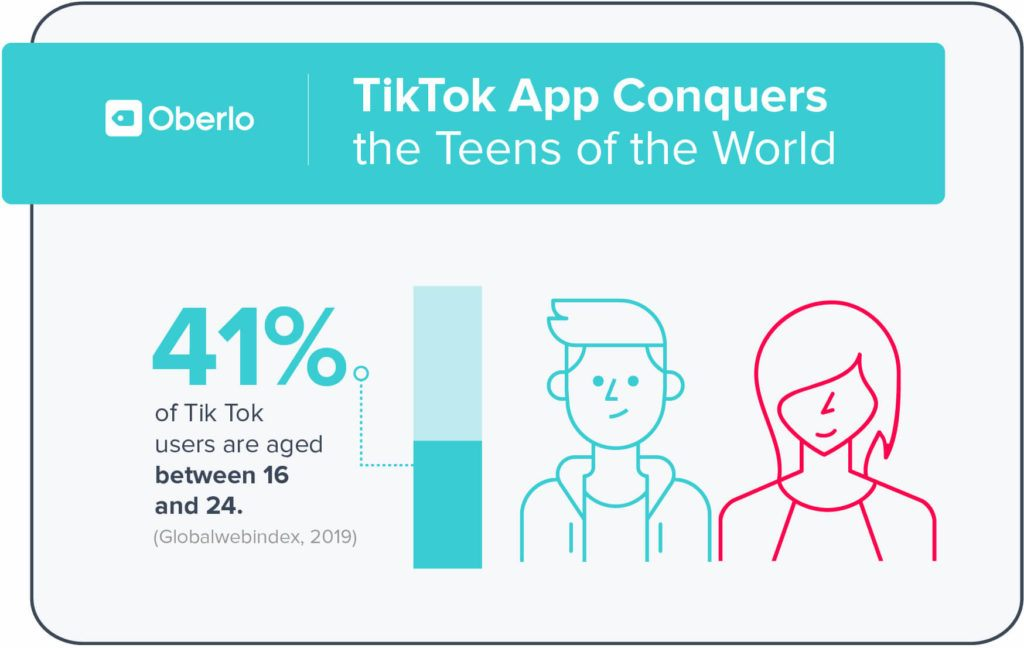 Oberlo
TikTok App Conquers
the Teens of the World
41%
of Tik Tok
users are aged
between 16
and 24.
(Globalwebindex, 2019)